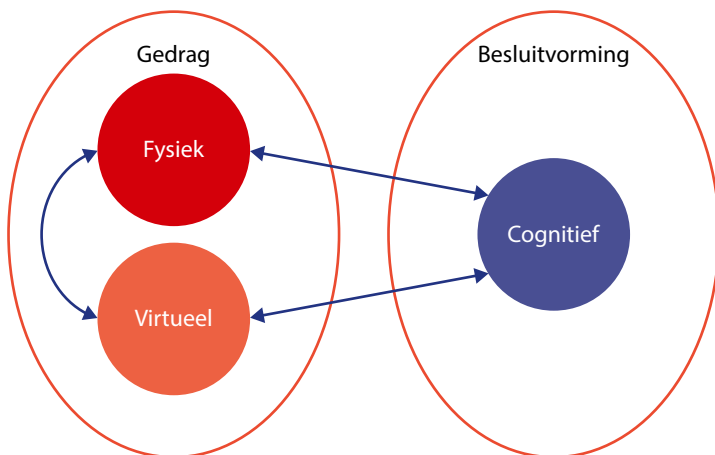 Gedrag
Besluitvorming
Fysiek
Cognitief
Virtueel